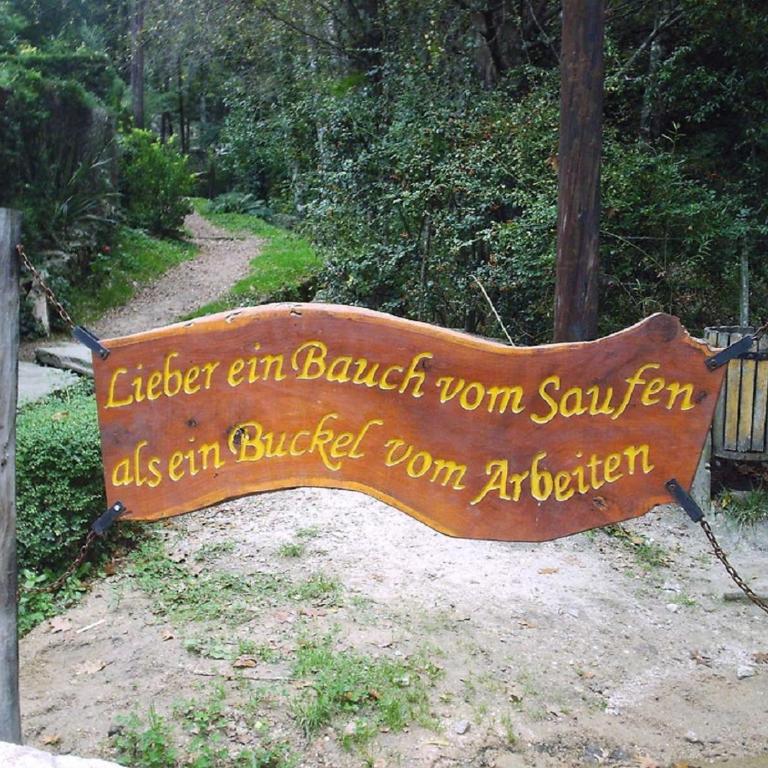 Lieber ein Bauch vom Saufen
als ein Buckel vom Arbeiten